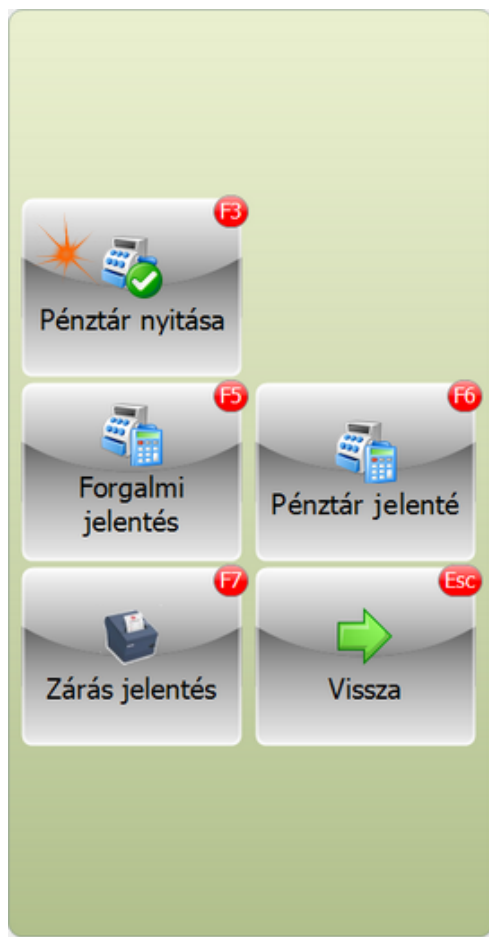 F3
Pénztár nyitása
F5
Forgalmi
jelentés
F6
Pénztár jelenté
F7
Zárás jelentés
Esc
Vissza